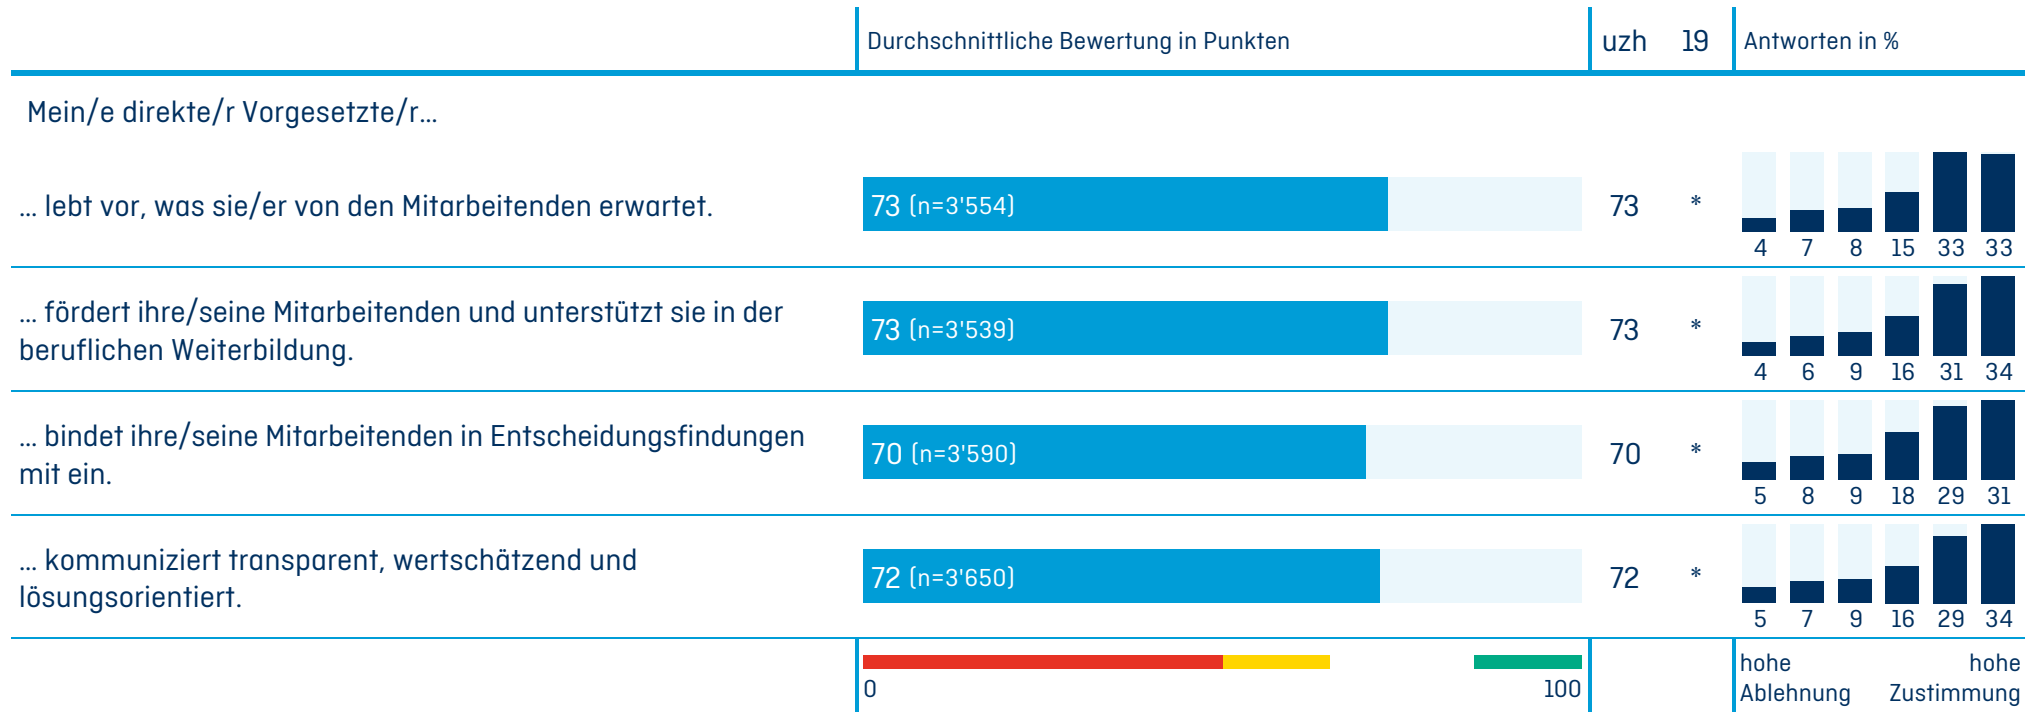 Durchschnittliche Bewertung in Punkten uzh 19 Antworten in %
Mein/e direkte/r Vorgesetzte/r...
... lebt vor, was sie/er von den Mitarbeitenden erwartet.
73 (n=3'554) 73 *
4 7 8 15 33 33
... fördert ihre/seine Mitarbeitenden und unterstützt sie in der
beruflichen Weiterbildung.
73 (n=3'539) 73 *
4 6 9 16 31 34
... bindet ihre/seine Mitarbeitenden in Entscheidungsfindungen
mit ein.
70 (n=3'590) 70 *
5 8 9 18 29 31
... kommuniziert transparent, wertschätzend und
lösungsorientiert.
72 (n=3'650) 72 *
5 7 9 16 29 34
0 100
hohe hohe
Ablehnung Zustimmung